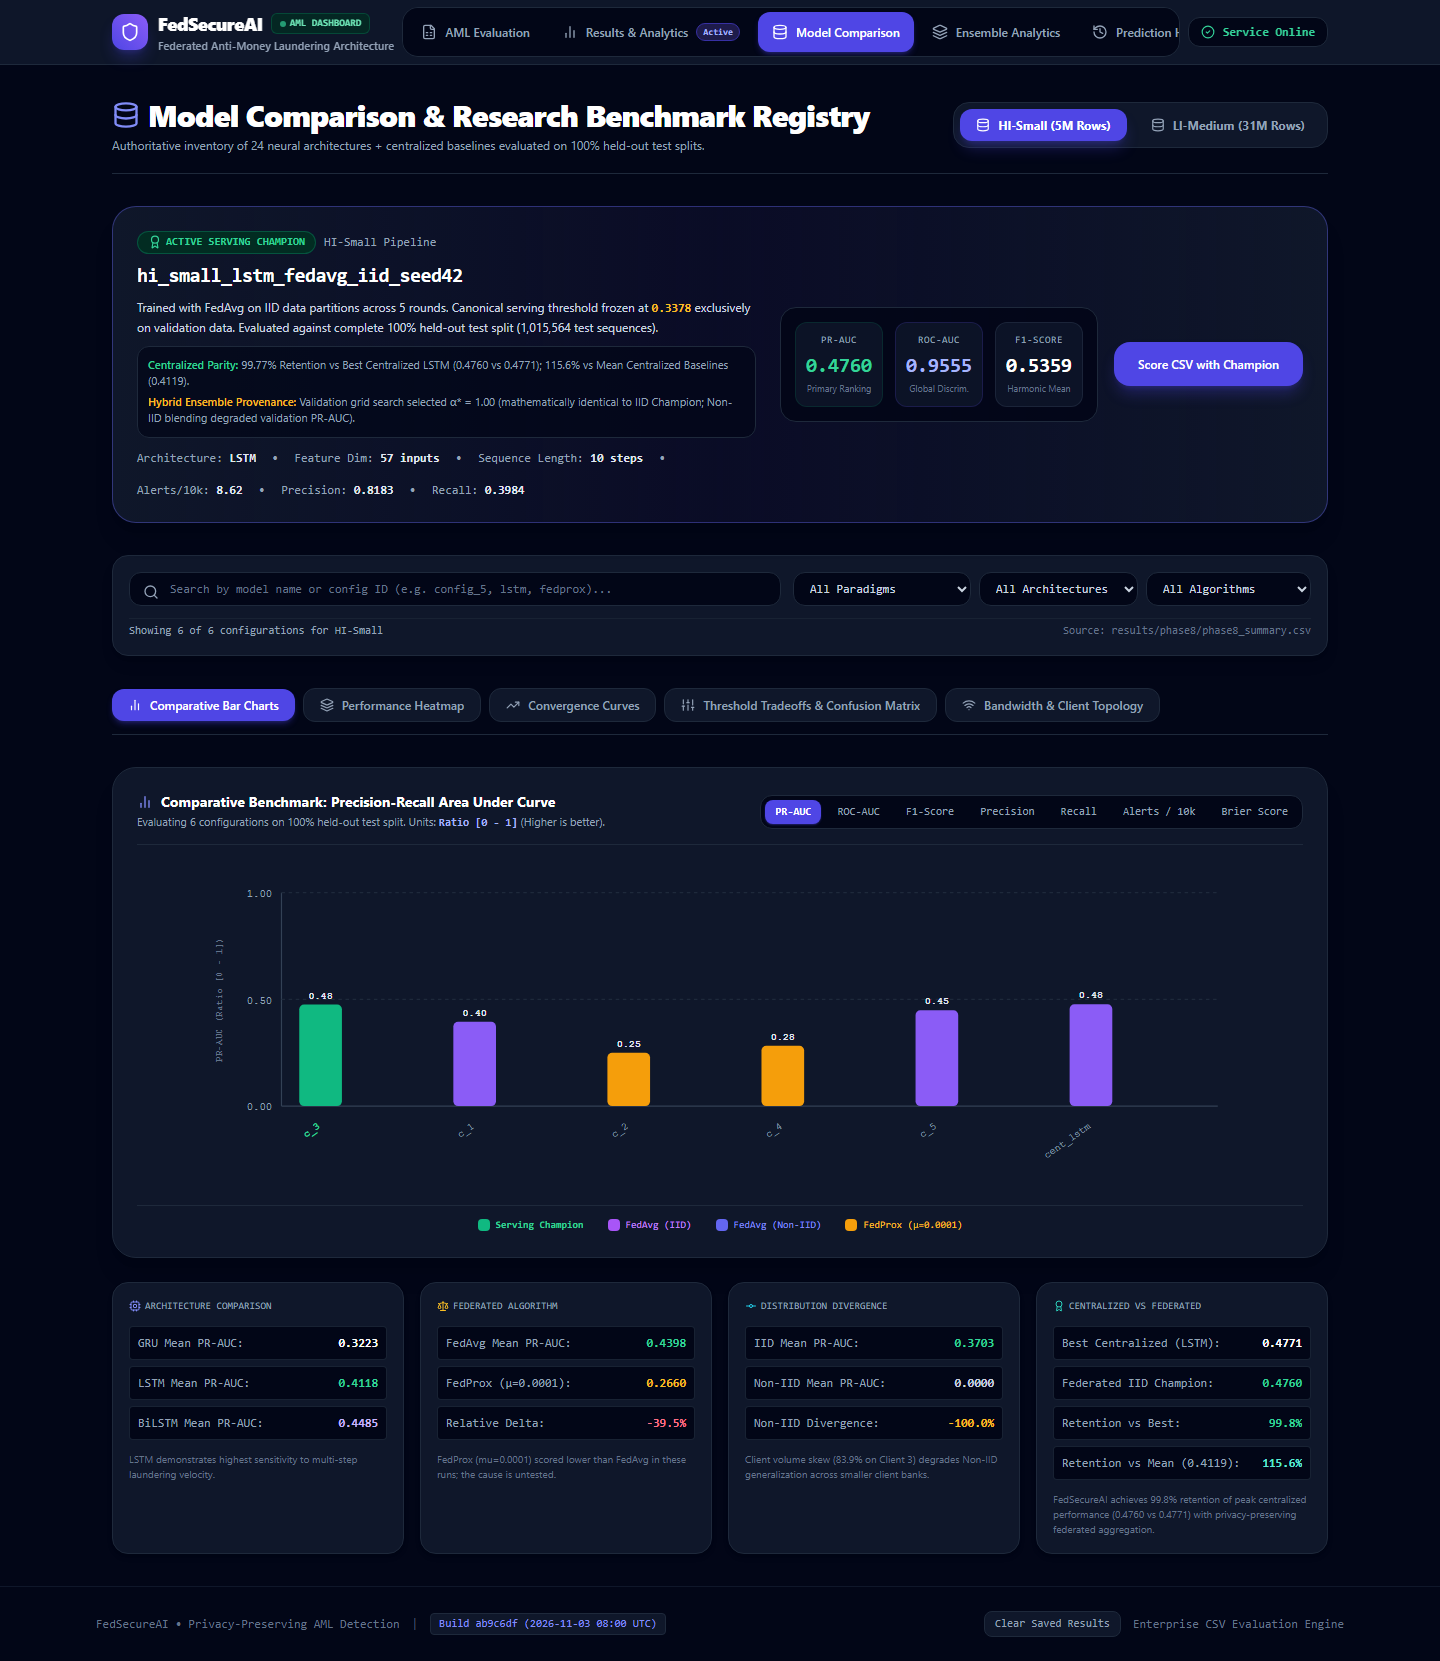 FedSecureAI
AML DASHBOARD
Federated Anti-Money Laundering Architecture
AML Evaluation
Results & Analytics
Active
Model Comparison
Ensemble Analytics
Prediction
Service Online
Model Comparison & Research Benchmark Registry
Authoritative inventory of 24 neural architectures + centralized baselines evaluated on 100% held-out test splits.
HI-Small (5M Rows)
LI-Medium (31M Rows)
ACTIVE SERVING CHAMPION
HI-Small Pipeline
hi_small_lstm_fedavg_iid_seed42
Trained with FedAvg on IID data partitions across 5 rounds. Canonical serving threshold frozen at 0.3378 exclusively
on validation data. Evaluated against complete 100% held-out test split (1,015,564 test sequences).
Centralized Parity: 99.77% Retention vs Best Centralized LSTM (0.4760 vs 0.4771); 115.6% vs Mean Centralized Baselines
(0.4119).
Hybrid Ensemble Provenance: Validation grid search selected α* = 1.00 (mathematically identical to IID Champion; Non-
IID blending degraded validation PR-AUC).
Architecture: LSTM • Feature Dim: 57 inputs • Sequence Length: 10 steps •
Alerts/10k: 8.62 • Precision: 0.8183 • Recall: 0.3984
PR-AUC
0.4760
Primary Ranking
ROC-AUC
0.9555
Global Discrim.
F1-SCORE
0.5359
Harmonic Mean
Score CSV with Champion
Search by model name or config ID (e.g. config_5, lstm, fedprox)...
All Paradigms
All Architectures
All Algorithms
Showing 6 of 6 configurations for HI-Small
Source: results/phase8/phase8_summary.csv
Comparative Bar Charts
Performance Heatmap
Convergence Curves
Threshold Tradeoffs & Confusion Matrix
Bandwidth & Client Topology
Comparative Benchmark: Precision-Recall Area Under Curve
Evaluating 6 configurations on 100% held-out test split. Units: Ratio [0 - 1] (Higher is better).
PR-AUC
ROC-AUC
F1-Score
Precision
Recall
Alerts / 10k
Brier Score
PR-AUC (Ratio [0 - 1])
1.00
0.50
0.00
0.48
0.40
0.25
0.28
0.45
0.48
c_3
c_1
c_2
c_4
c_5
cent_lstm
Serving Champion
FedAvg (IID)
FedAvg (Non-IID)
FedProx (μ=0.0001)
ARCHITECTURE COMPARISON
GRU Mean PR-AUC: 0.3223
LSTM Mean PR-AUC: 0.4118
BiLSTM Mean PR-AUC: 0.4485
LSTM demonstrates highest sensitivity to multi-step
laundering velocity.
FEDERATED ALGORITHM
FedAvg Mean PR-AUC: 0.4398
FedProx (μ=0.0001): 0.2660
Relative Delta: -39.5%
FedProx (mu=0.0001) scored lower than FedAvg in these
runs; the cause is untested.
DISTRIBUTION DIVERGENCE
IID Mean PR-AUC: 0.3703
Non-IID Mean PR-AUC: 0.0000
Non-IID Divergence: -100.0%
Client volume skew (83.9% on Client 3) degrades Non-IID
generalization across smaller client banks.
CENTRALIZED VS FEDERATED
Best Centralized (LSTM): 0.4771
Federated IID Champion: 0.4760
Retention vs Best: 99.8%
Retention vs Mean (0.4119): 115.6%
FedSecureAI achieves 99.8% retention of peak centralized
performance (0.4760 vs 0.4771) with privacy-preserving
federated aggregation.
FedSecureAI • Privacy-Preserving AML Detection |
Build ab9c6df (2026-11-03 08:00 UTC)
Clear Saved Results
Enterprise CSV Evaluation Engine